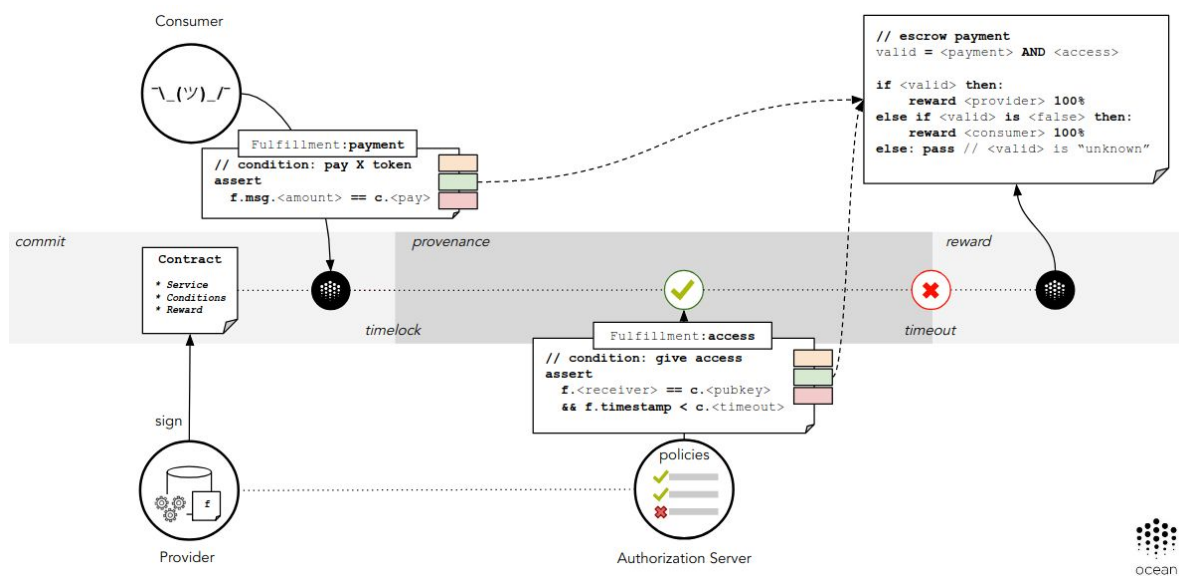 Consumer
¯\_(ツ)_/¯
Fulfillment:payment
// condition: pay X token
assert
f.msg.<amount> == c.<pay>
// escrow payment
valid = <payment> AND <access>
if <valid> then:
reward <provider> 100%
else if <valid> is <false> then:
reward <consumer> 100%
else: pass // <valid> is “unknown”
commit
provenance
reward
Contract
* Service
* Conditions
* Reward
timelock
timeout
Fulfillment:access
// condition: give access
assert
f.<receiver> == c.<pubkey>
&& f.timestamp < c.<timeout>
sign
policies
f
Provider
Authorization Server
ocean